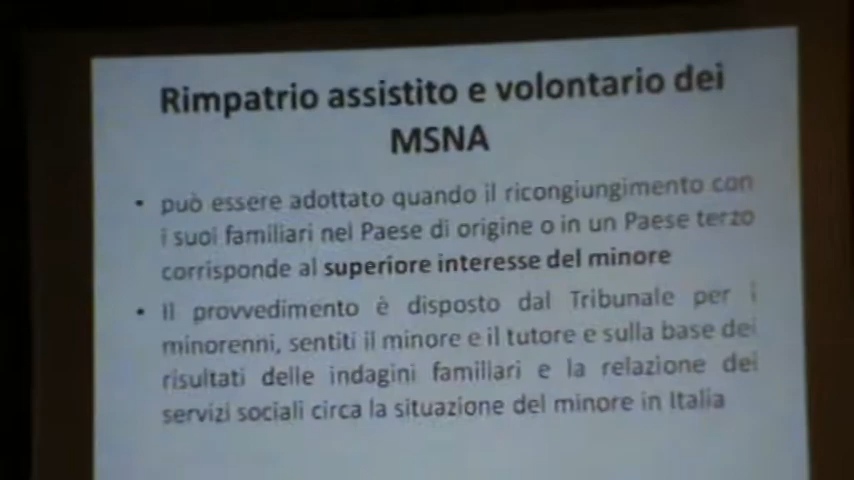 Rimpatrio assistito e volontario dei
MSNA
• può essere adottato quando il ricongiungimento con
i suoi familiari nel Paese di origine o in un Paese terzo
corrisponde al superiore interesse del minore
• Il provvedimento è disposto dal Tribunale per i
minorenni, sentiti il minore e il tutore e sulla base dei
risultati delle indagini familiari e la relazione dei
servizi sociali circa la situazione del minore in Italia